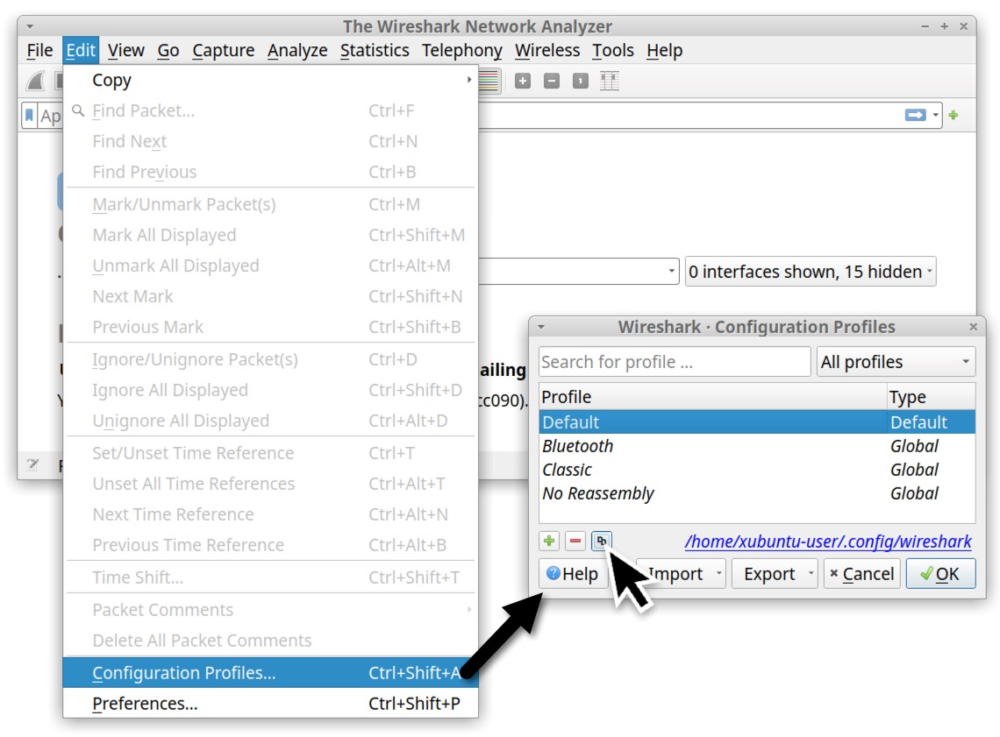 The Wireshark Network Analyzer
File Edit View Go Capture Analyze Statistics Telephony Wireless Tools Help
Ap
Copy
Find Packet... Ctrl+F
Find Next Ctrl+N
Find Previous Ctrl+B
Mark/Unmark Packet(s) Ctrl+M
Mark All Displayed Ctrl+Shift+M
Unmark All Displayed Ctrl+Alt+M
Next Mark Ctrl+Shift+N
Previous Mark Ctrl+Shift+B
Ignore/Unignore Packet(s) Ctrl+D
Ignore All Displayed Ctrl+Shift+D
Unignore All Displayed Ctrl+Alt+D
Set/Unset Time Reference Ctrl+T
Unset All Time References Ctrl+Alt+T
Next Time Reference Ctrl+Alt+N
Previous Time Reference Ctrl+Alt+B
Time Shift... Ctrl+Shift+T
Packet Comments
Delete All Packet Comments
Configuration Profiles... Ctrl+Shift+A
Preferences... Ctrl+Shift+P
0 interfaces shown, 15 hidden
ailing
cc090).
Wireshark · Configuration Profiles
Search for profile ... All profiles
Profile Type
Default Default
Bluetooth Global
Classic Global
No Reassembly Global
/home/xubuntu-user/.config/wireshark
Help Import Export Cancel OK